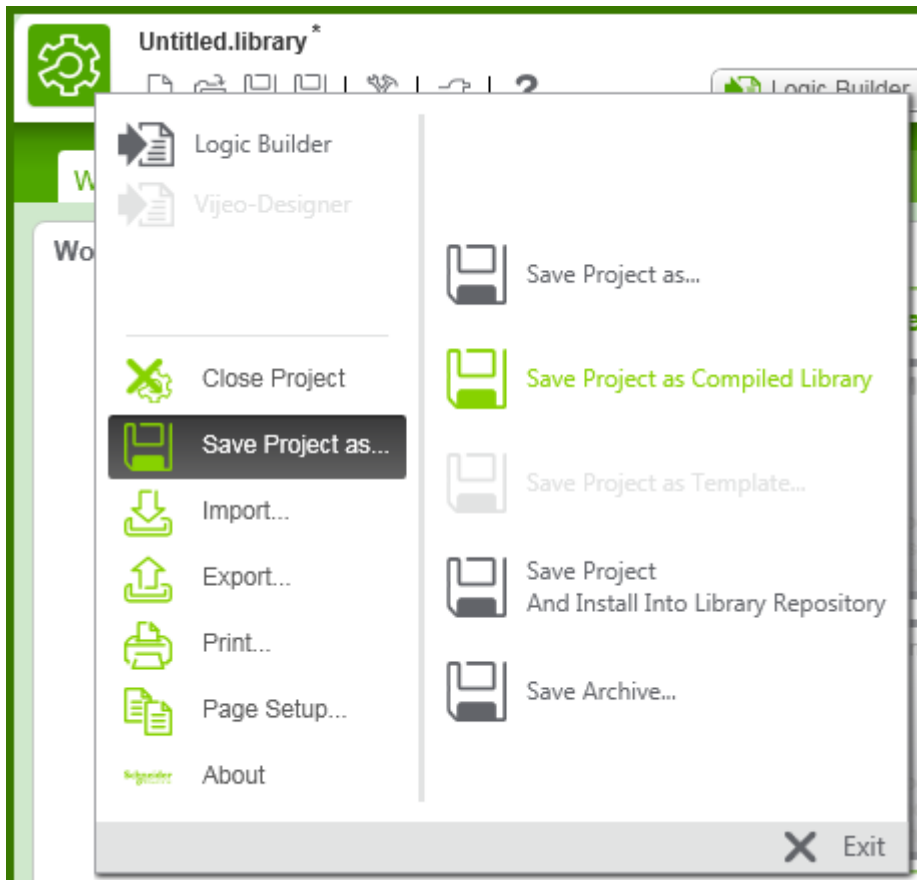 Untitled.library*
Logic Builder
Logic Builder
Vijeo-Designer
Wo
Close Project
Save Project as...
Import...
Export...
Print...
Page Setup...
Schneider
About
Save Project as...
Save Project as Compiled Library
Save Project as Template...
Save Project
And Install Into Library Repository
Save Archive...
Exit